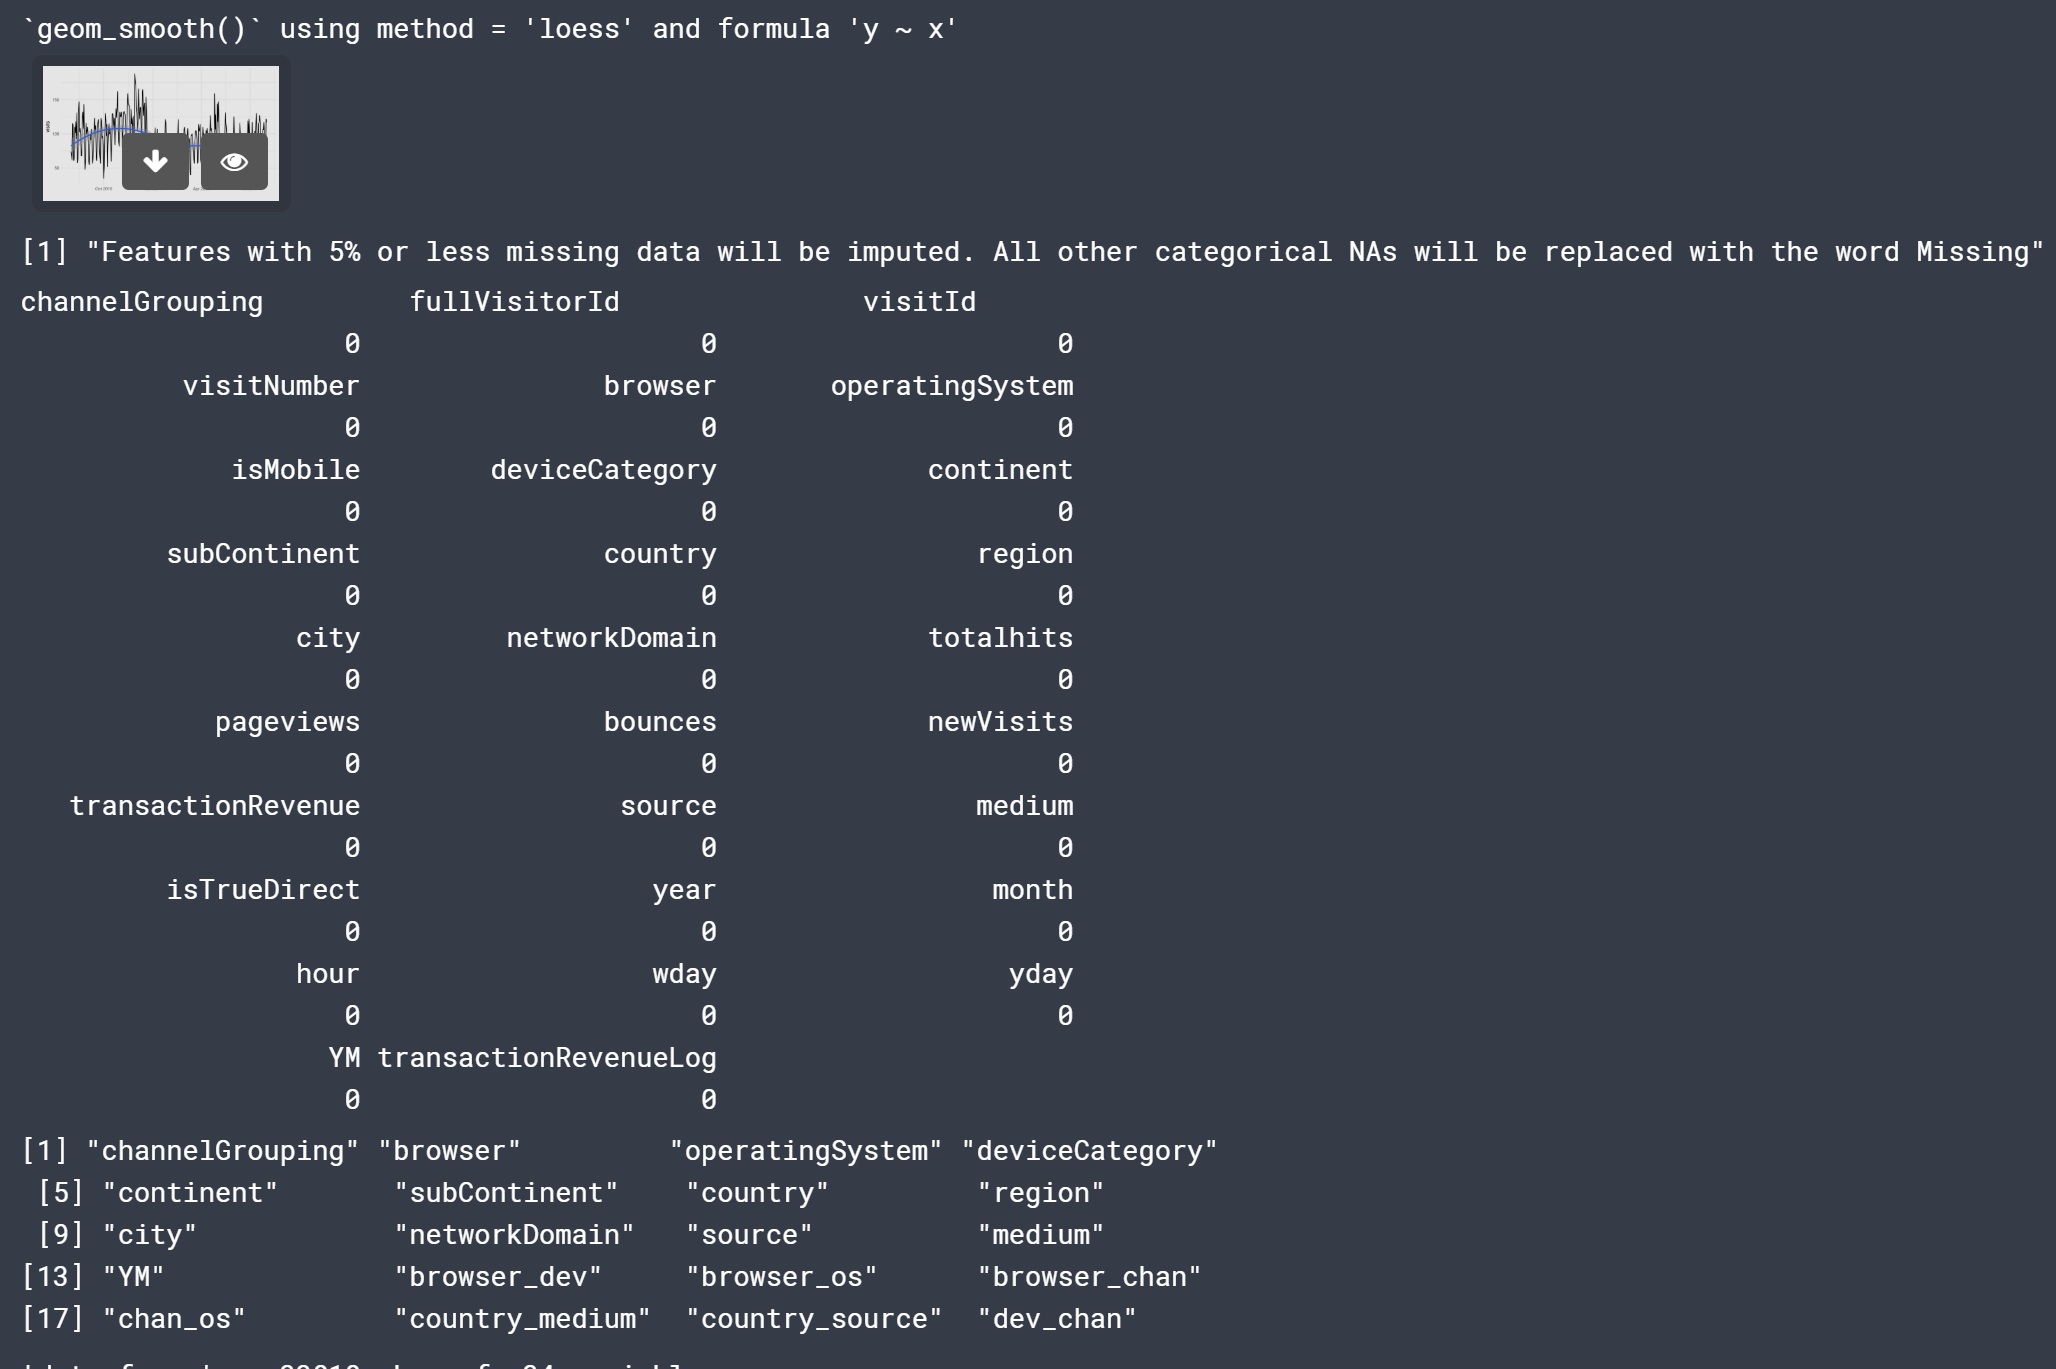 `geom_smooth()` using method = 'loess' and formula 'y ~ x'
[1] "Features with 5% or less missing data will be imputed. All other categorical NAs will be replaced with the word Missing"
channelGrouping fullVisitorId visitId
0 0 0
visitNumber browser operatingSystem
0 0 0
isMobile deviceCategory continent
0 0 0
subContinent country region
0 0 0
city networkDomain totalhits
0 0 0
pageviews bounces newVisits
0 0 0
transactionRevenue source medium
0 0 0
isTrueDirect year month
0 0 0
hour wday yday
0 0 0
YM transactionRevenueLog
0 0
[1] "channelGrouping" "browser" "operatingSystem" "deviceCategory"
[5] "continent" "subContinent" "country" "region"
[9] "city" "networkDomain" "source" "medium"
[13] "YM" "browser_dev" "browser_os" "browser_chan"
[17] "chan_os" "country_medium" "country_source" "dev_chan"